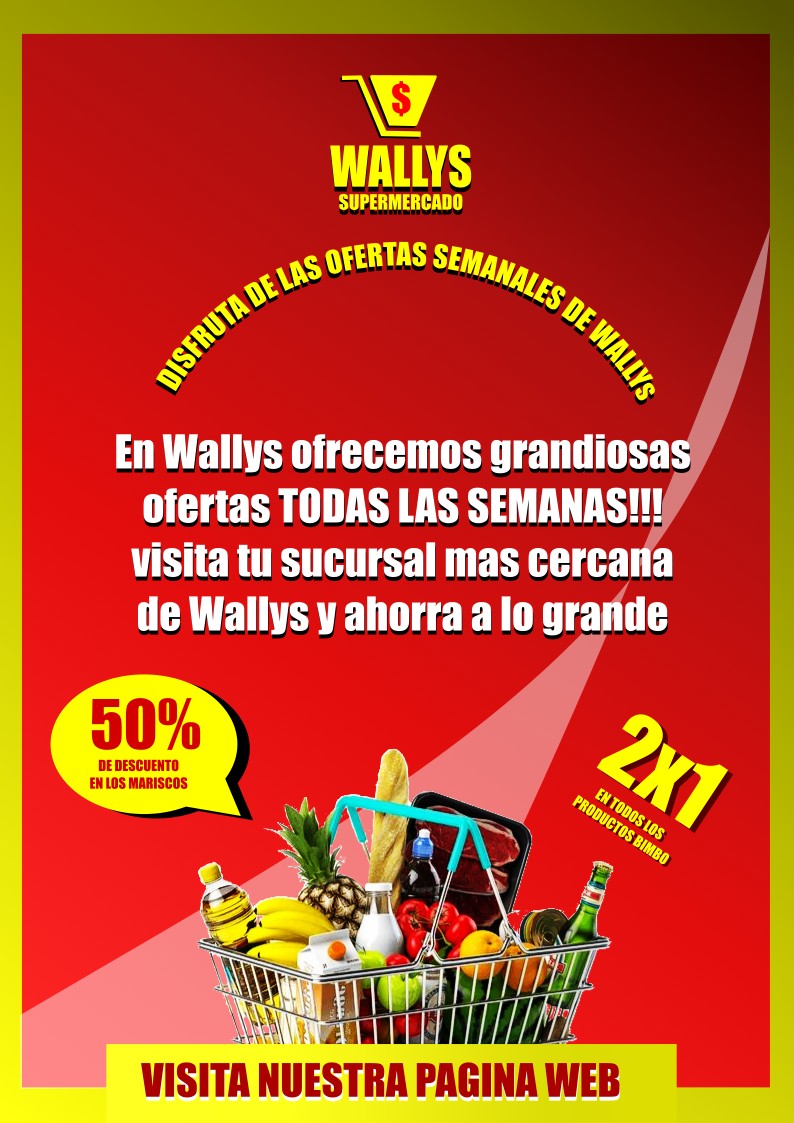 $
WALLYS
SUPERMERCADO
DISFRUTA DE LAS OFERTAS SEMANALES DE WALLYS
En Wallys ofrecemos grandiosas
ofertas TODAS LAS SEMANAS!!!
visita tu sucursal mas cercana
de Wallys y ahorra a lo grande
50%
DE DESCUENTO
EN LOS MARISCOS
2x1
EN TODOS LOS
PRODUCTOS BIMBO
VISITA NUESTRA PAGINA WEB